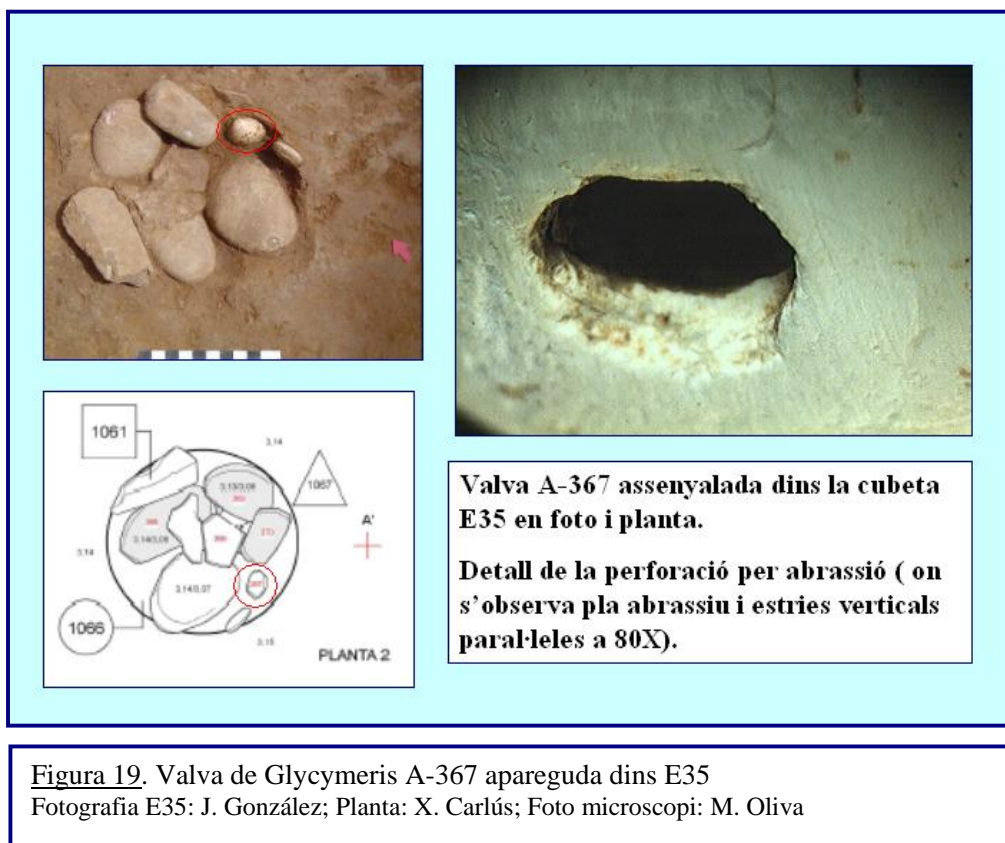 1061
3,14
1067
3,13/3,08
3,14/3,08
A'
3,14
3,14/3,07
1066
3,15
PLANTA 2
Valva A-367 assenyalada dins la cubeta
E35 en foto i planta.
Detall de la perforació per abrassió ( on
s’observa pla abrassiu i estries verticals
paral·leles a 80X).
Figura 19. Valva de Glycymeris A-367 apareguda dins E35
Fotografia E35: J. González; Planta: X. Carlús; Foto microscopi: M. Oliva